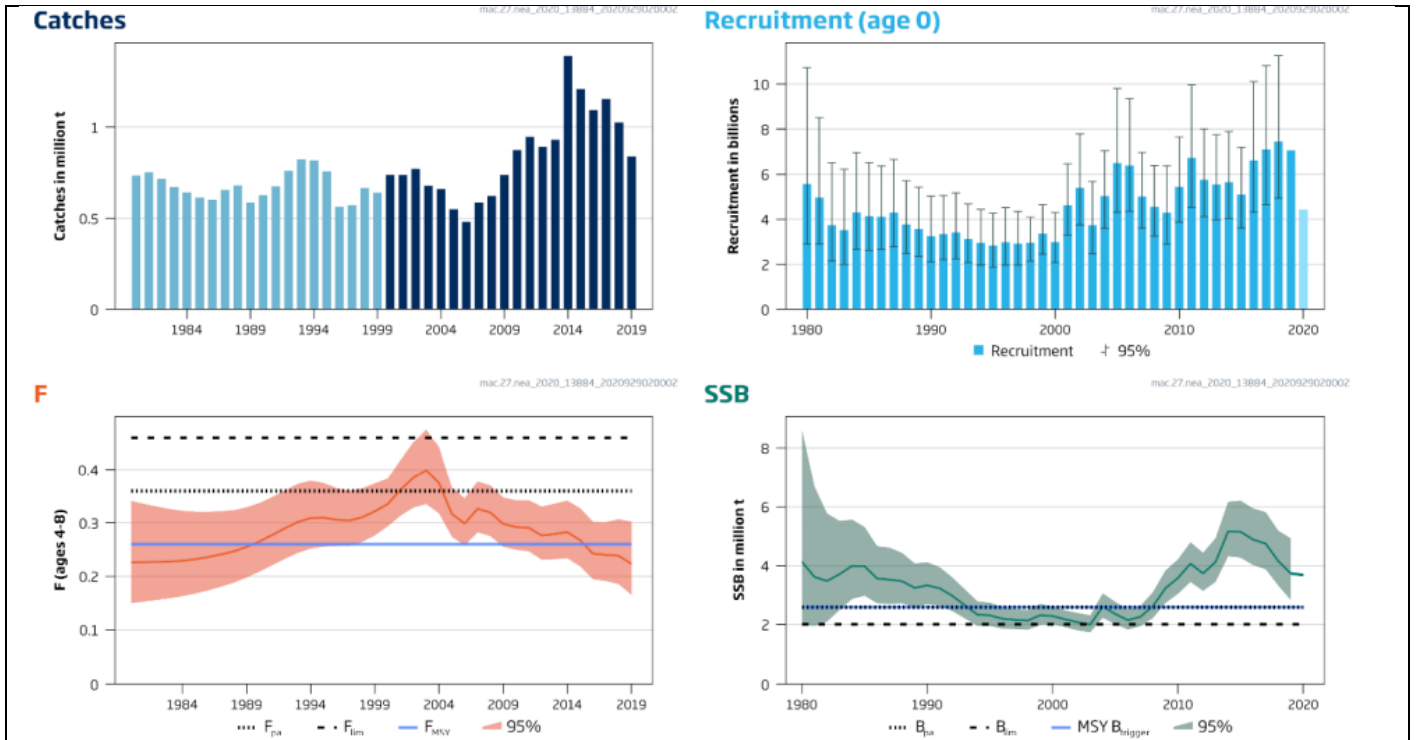 mac.27.nea_2020_13884_2020929020002
Catches
Catches in million t
1
0.5
0
1984 1989 1994 1999 2004 2009 2014 2019
mac.27.nea_2020_13884_2020929020002
Recruitment (age 0)
Recruitment in billions
10
8
6
4
2
0
1980 1990 2000 2010 2020
Recruitment 95%
mac.27.nea_2020_13884_2020929020002
F
F (ages 4-8)
0.4
0.3
0.2
0.1
0
1984 1989 1994 1999 2004 2009 2014 2019
Fpa Flim FMSY 95%
mac.27.nea_2020_13884_2020929020002
SSB
SSB in million t
8
6
4
2
0
1980 1990 2000 2010 2020
Bpa Blim MSY Btrigger 95%